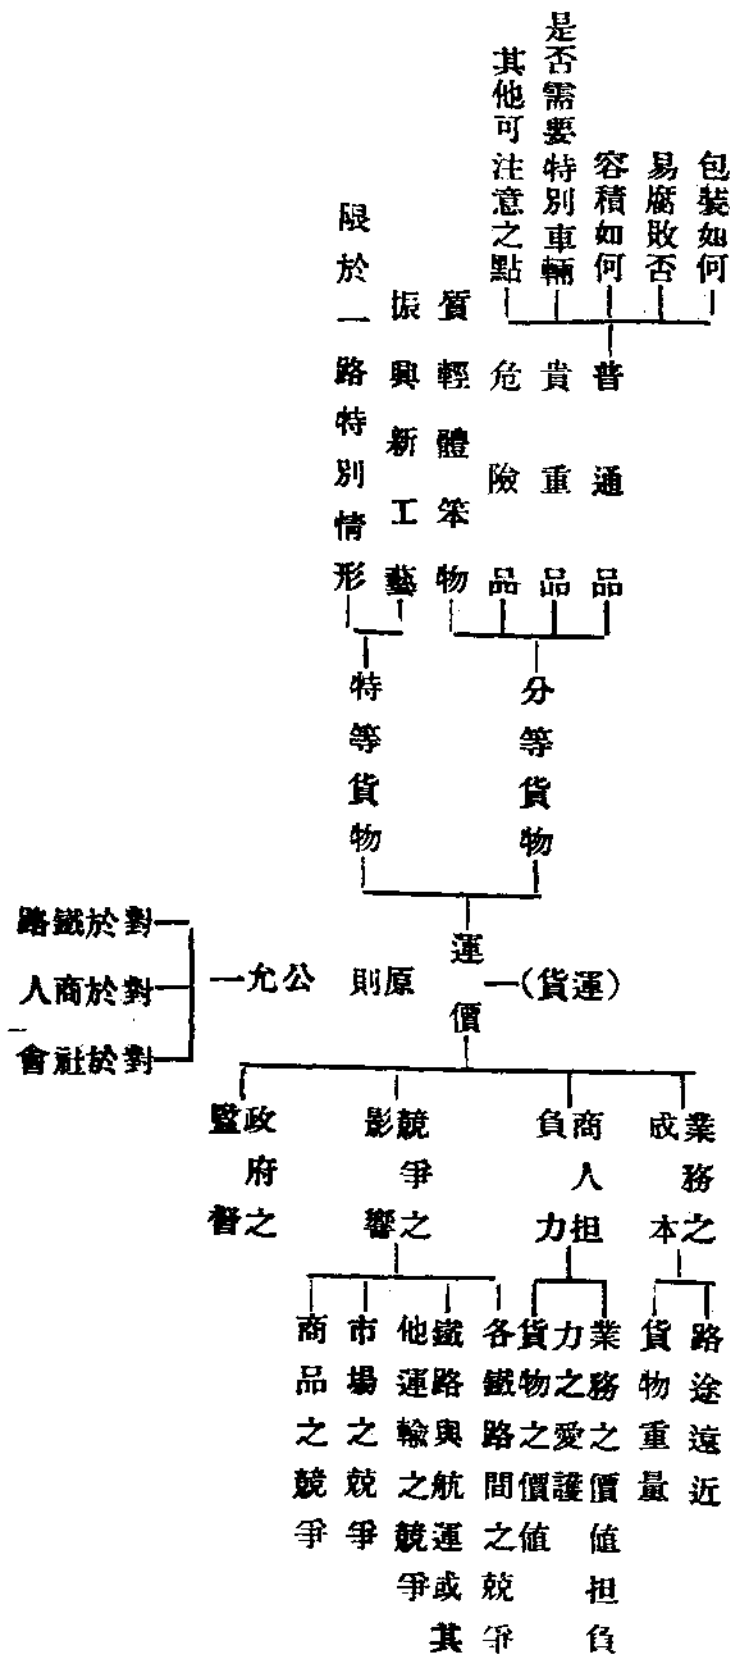 包裝如何
易腐敗否
容積如何
是否需要特別車輛
其他可注意之點
普通品
貴重品
危險品
質輕體笨物
振興新工藝
限於一路特別情形
分等貨物
特等貨物
(貨運)
運價
原則
公允
對於鐵路
對於商人
對於社會
業務之
成本
商人担
負力
競爭之
影響
政府之
監督
路途遠近
貨物重量
業務之價值担負
力之愛護
貨物之價值
各鐵路間之競爭
鐵路與航運或其
他運輸之競爭
市場之競爭
商品之競爭